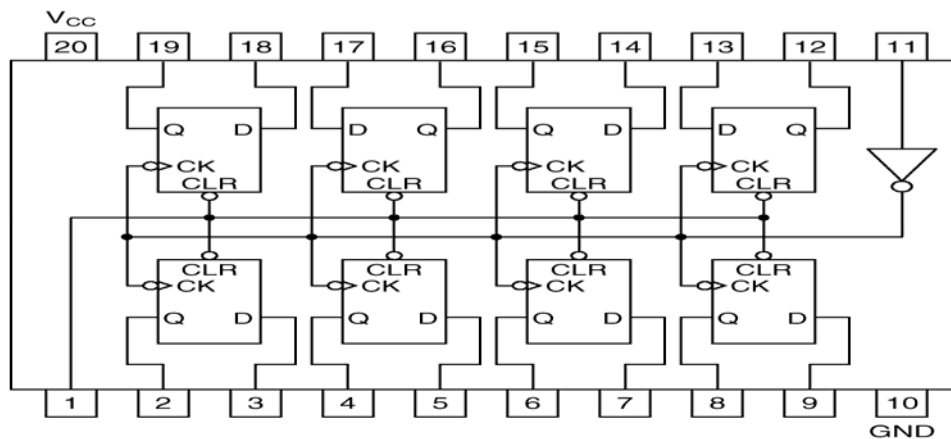 VCC
20 19 18 17 16 15 14 13 12 11
Q D D Q Q D D Q
CK CK CK CK
CLR CLR CLR CLR
CLR CLR CLR CLR
CK CK CK CK
Q D Q D Q D Q D
1 2 3 4 5 6 7 8 9 10
GND